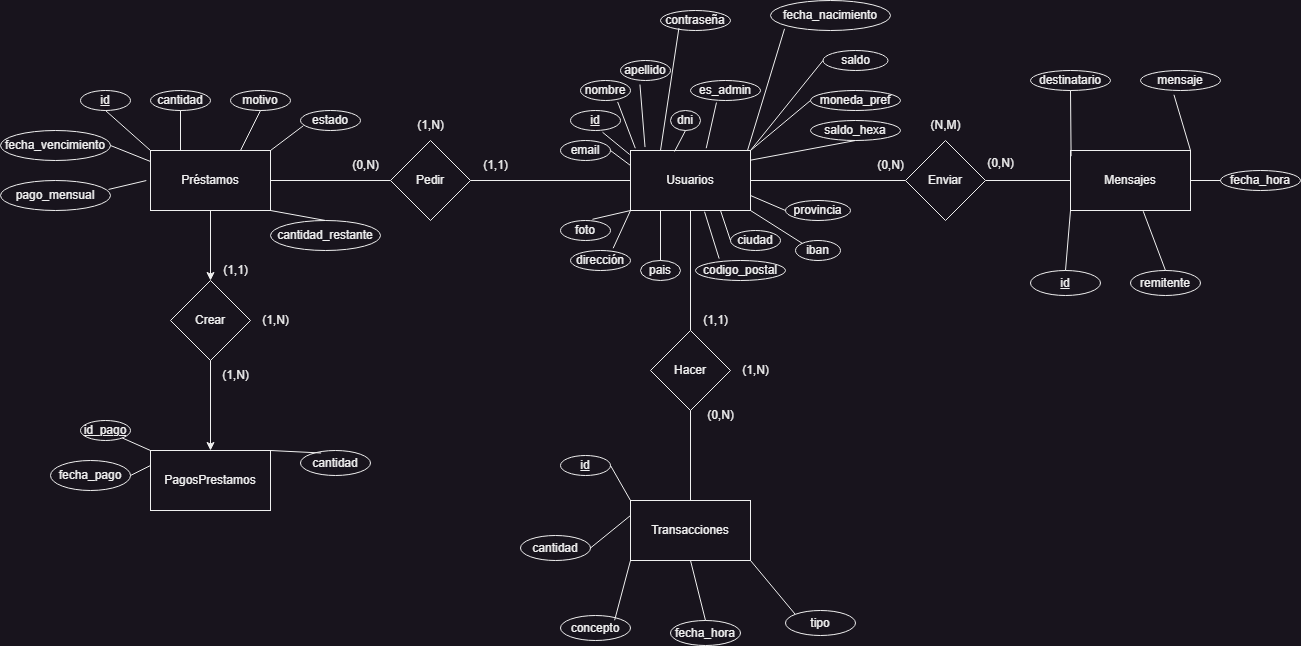 contraseña
fecha_nacimiento
apellido
saldo
nombre
es_admin
moneda_pref
destinatario
mensaje
id
cantidad
motivo
estado
id
dni
saldo_hexa
fecha_vencimiento
(1,N)
email
(N,M)
Préstamos
(0,N)
Pedir
(1,1)
Usuarios
(0,N)
Enviar
(0,N)
Mensajes
fecha_hora
pago_mensual
provincia
cantidad_restante
foto
ciudad
iban
dirección
pais
codigo_postal
(1,1)
id
remitente
Crear
(1,N)
(1,1)
(1,N)
Hacer
(1,N)
(0,N)
id_pago
cantidad
fecha_pago
PagosPrestamos
id
Transacciones
cantidad
concepto
fecha_hora
tipo